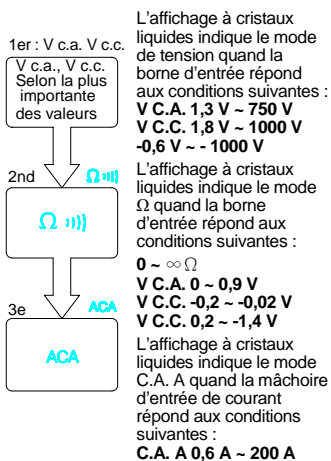 1er : V c.a. V c.c.
V c.a., V c.c.
Selon la plus
importante
des valeurs
2nd
Ω
Ω
3e
ACA
ACA
L'affichage à cristaux
liquides indique le mode
de tension quand la
borne d'entrée répond
aux conditions suivantes :
V C.A. 1,3 V ~ 750 V
V C.C. 1,8 V ~ 1000 V
-0,6 V ~ - 1000 V
L'affichage à cristaux
liquides indique le mode
Ω quand la borne
d'entrée répond aux
conditions suivantes :
0 ~ ∞ Ω
V C.A. 0 ~ 0,9 V
V C.C. -0,2 ~ -0,02 V
V C.C. 0,2 ~ -1,4 V
L'affichage à cristaux
liquides indique le mode
C.A. A quand la mâchoire
d'entrée de courant
répond aux conditions
suivantes :
C.A. A 0,6 A ~ 200 A